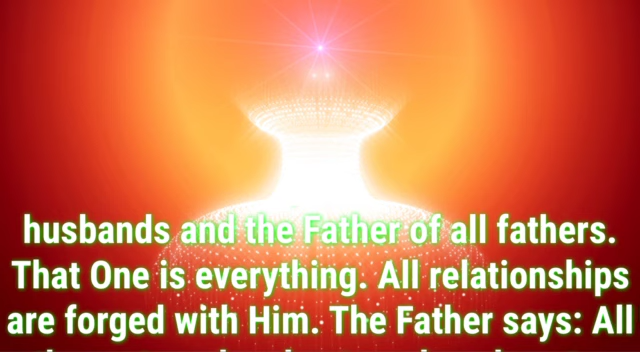 husbands and the Father of all fathers.
That One is everything. All relationships
are forged with Him. The Father says: All